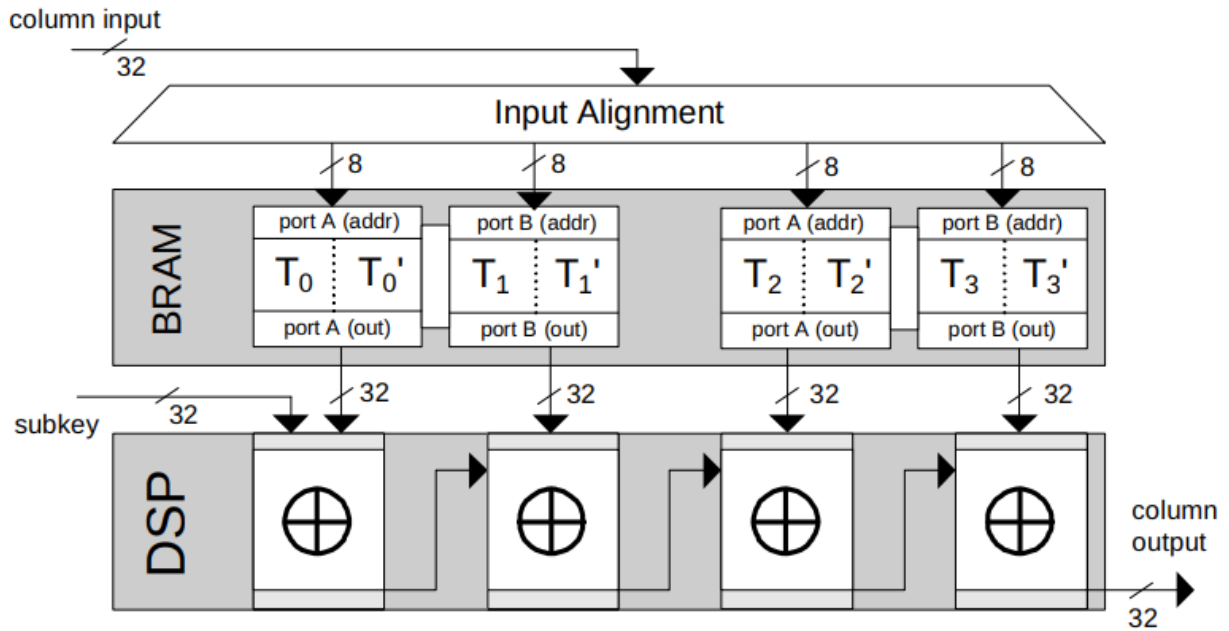 column input
32
Input Alignment
8 8 8 8
BRAM
port A (addr) port B (addr) port A (addr) port B (addr)
T₀ T₀' T₁ T₁' T₂ T₂' T₃ T₃'
port A (out) port B (out) port A (out) port B (out)
32 32 32 32 32
subkey
DSP
column
output
32